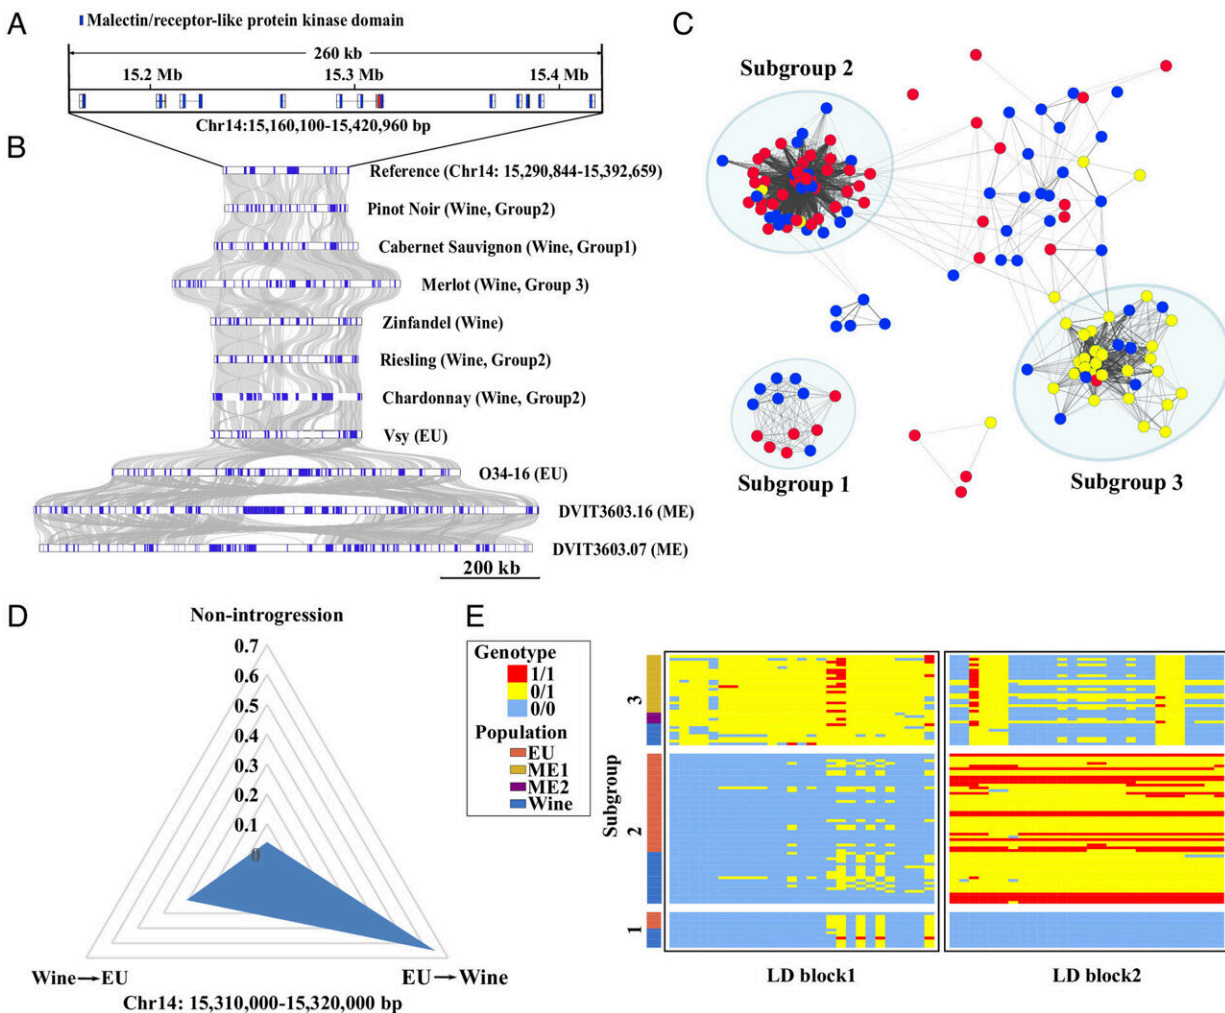 A
Malectin/receptor-like protein kinase domain
260 kb
15.2 Mb 15.3 Mb 15.4 Mb
Chr14:15,160,100-15,420,960 bp
B
Reference (Chr14: 15,290,844-15,392,659)
Pinot Noir (Wine, Group2)
Cabernet Sauvignon (Wine, Group1)
Merlot (Wine, Group 3)
Zinfandel (Wine)
Riesling (Wine, Group2)
Chardonnay (Wine, Group2)
Vsy (EU)
O34-16 (EU)
DVIT3603.16 (ME)
DVIT3603.07 (ME)
200 kb
C
Subgroup 2
Subgroup 1
Subgroup 3
D
Non-introgression
0.7
0.6
0.5
0.4
0.3
0.2
0.1
0
Wine→EU
EU→Wine
Chr14: 15,310,000-15,320,000 bp
E
Genotype
1/1
0/1
0/0
Population
EU
ME1
ME2
Wine
Subgroup
3
2
1
LD block1
LD block2